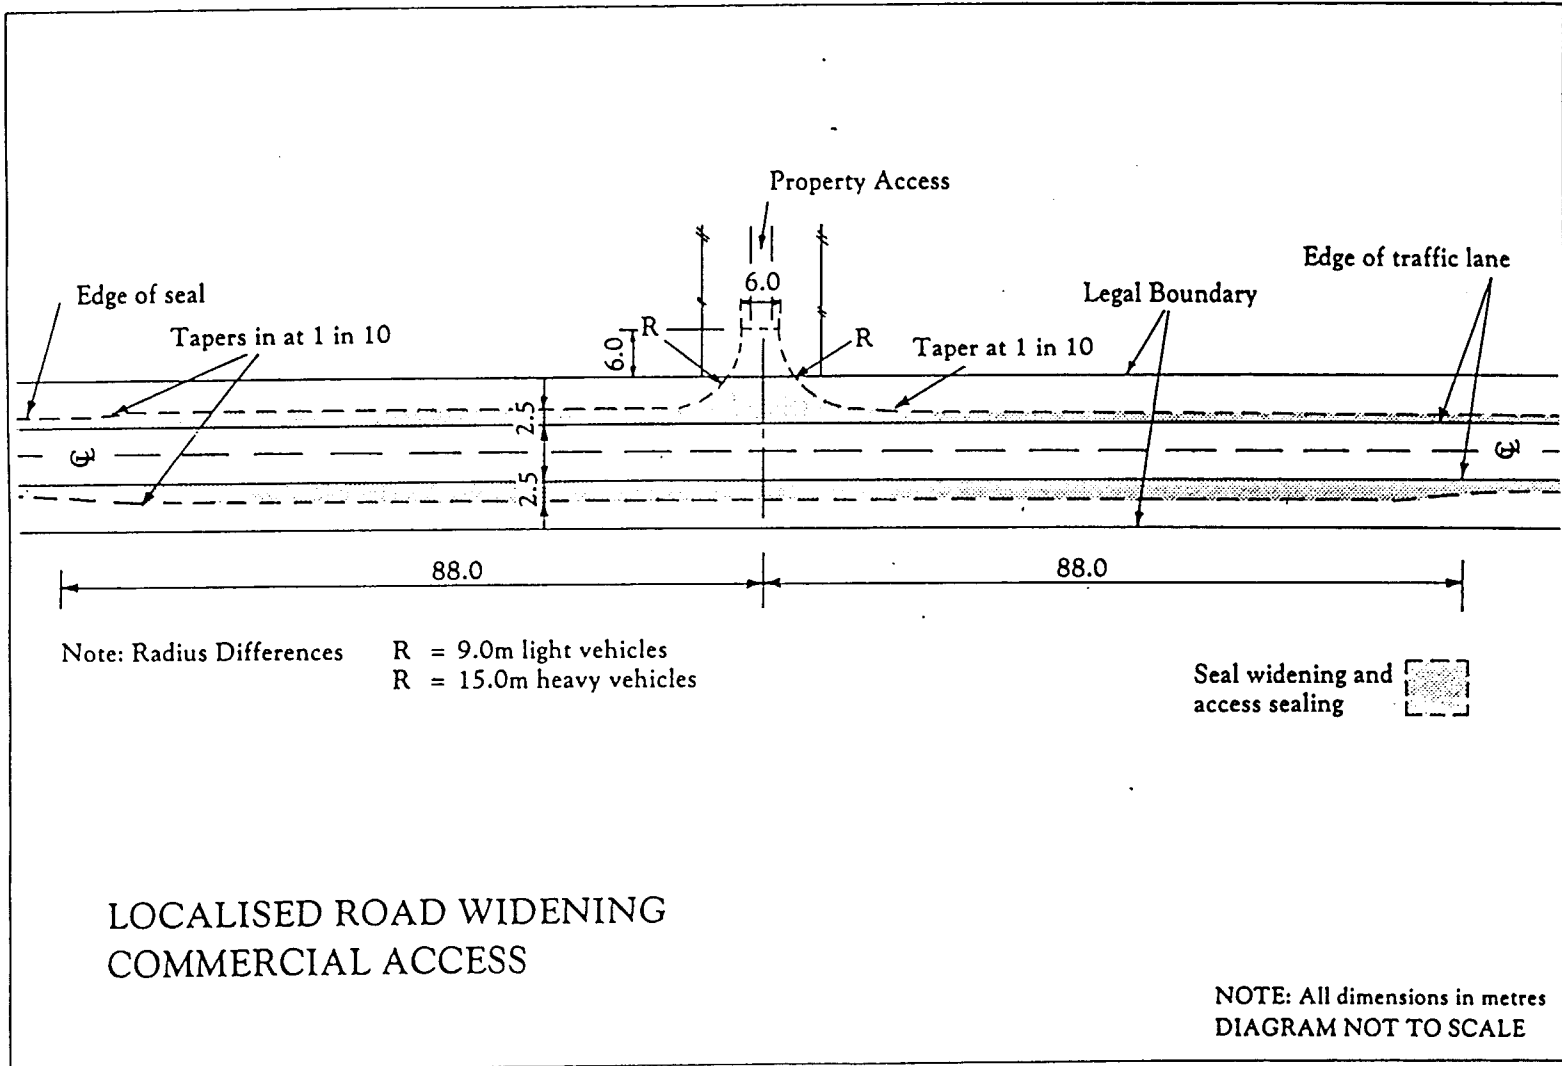 Property Access
Edge of traffic lane
6.0
Edge of seal
Legal Boundary
Tapers in at 1 in 10
R
6.0
R
Taper at 1 in 10
2.5
2.5
88.0
88.0
Note: Radius Differences R = 9.0m light vehicles
R = 15.0m heavy vehicles
Seal widening and
access sealing
LOCALISED ROAD WIDENING
COMMERCIAL ACCESS
NOTE: All dimensions in metres
DIAGRAM NOT TO SCALE